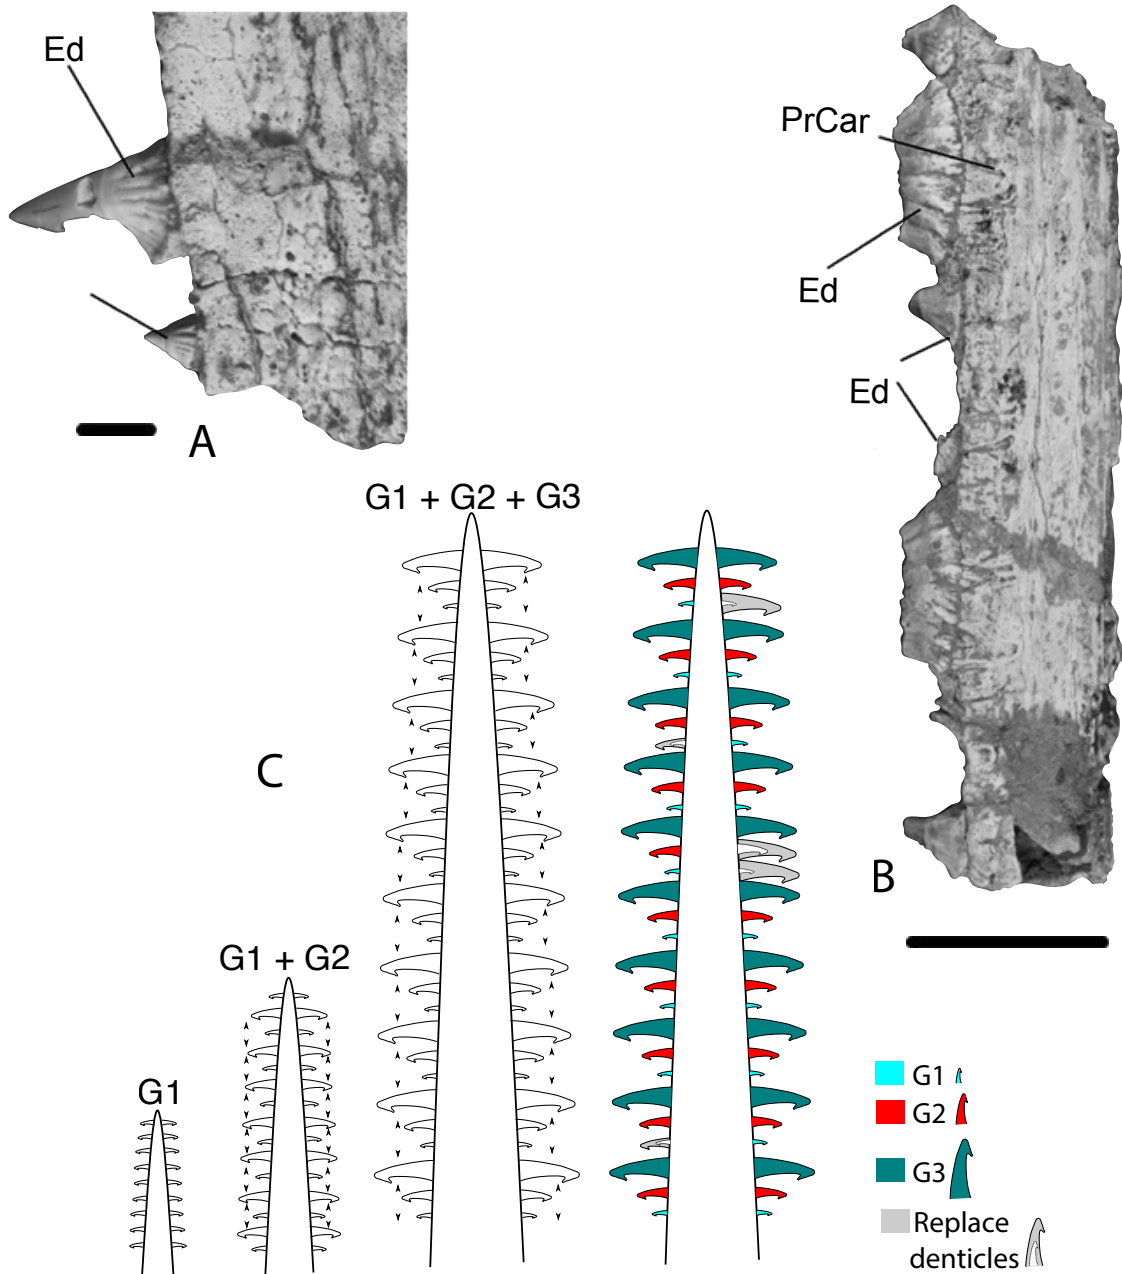 Ed
PrCar
Ed
Ed
A
G1 + G2 + G3
C
B
G1 + G2
G1
G1
G2
G3
Replace
denticles